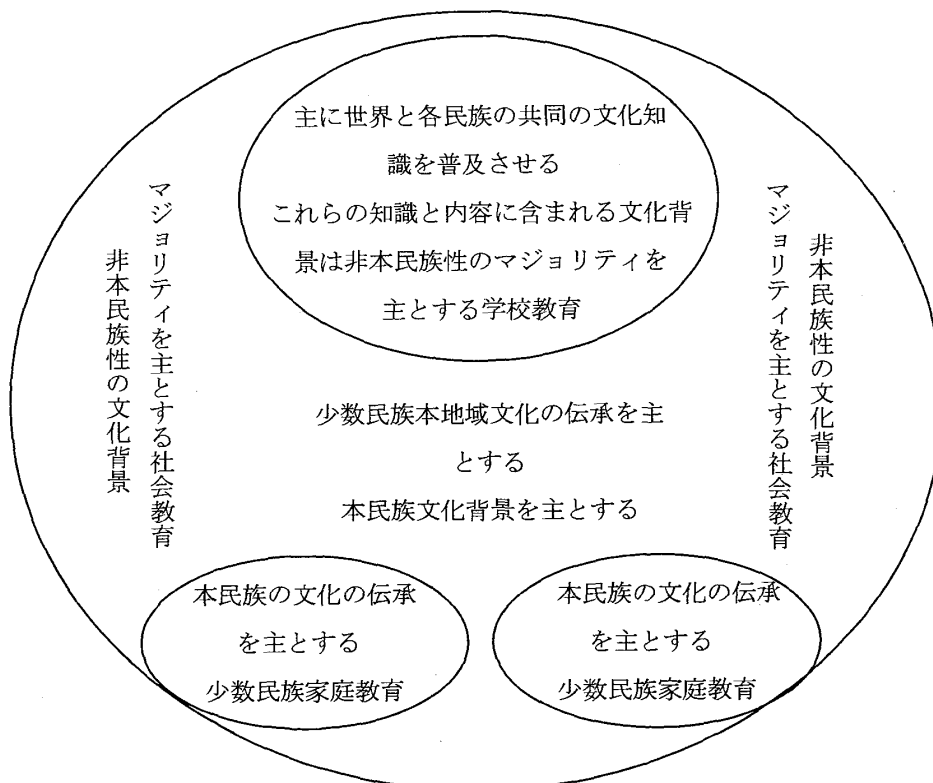 主に世界と各民族の共同の文化知
識を普及させる
これらの知識と内容に含まれる文化背
景は非本民族性のマジョリティを
主とする学校教育
非本民族性の文化背景
マジョリティを主とする社会教育
非本民族性の文化背景
マジョリティを主とする社会教育
少数民族本地域文化の伝承を主
とする
本民族文化背景を主とする
本民族の文化の伝承
を主とする
少数民族家庭教育
本民族の文化の伝承
を主とする
少数民族家庭教育